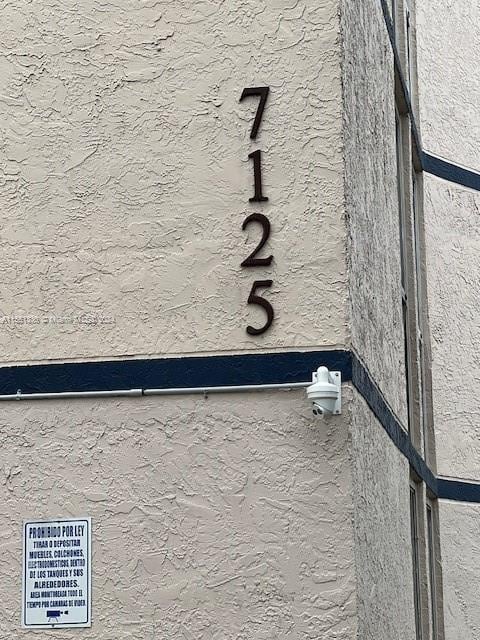 7
1
2
5
PROHIBIDO POR LEY
TIRAR O DEPOSITAR
MUEBLES, COLCHONES,
ELECTRODOMESTICOS, DENTRO
DE LOS TANQUES Y SUS
ALREDEDORES.
AREA MONITOREADA TODO EL
TIEMPO POR CAMARAS DE VIDEO.